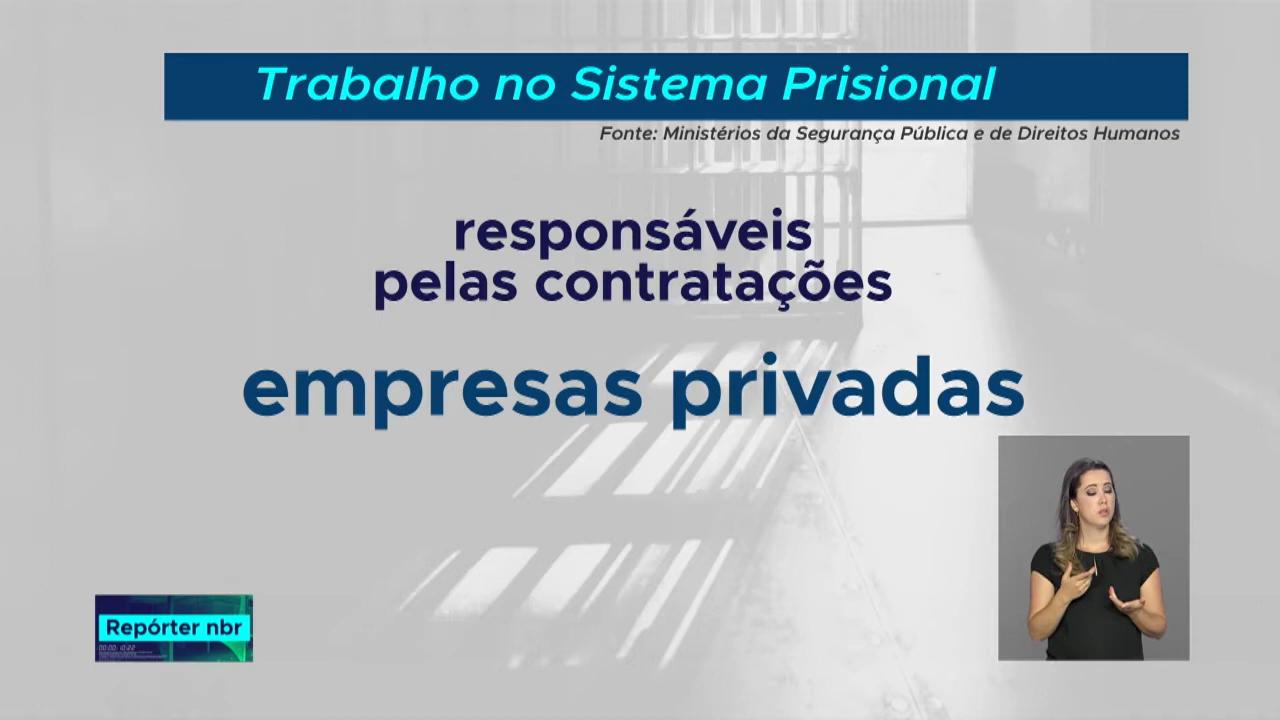 Trabalho no Sistema Prisional
Fonte: Ministérios da Segurança Pública e de Direitos Humanos
responsáveis
pelas contratações
empresas privadas
Repórter nbr